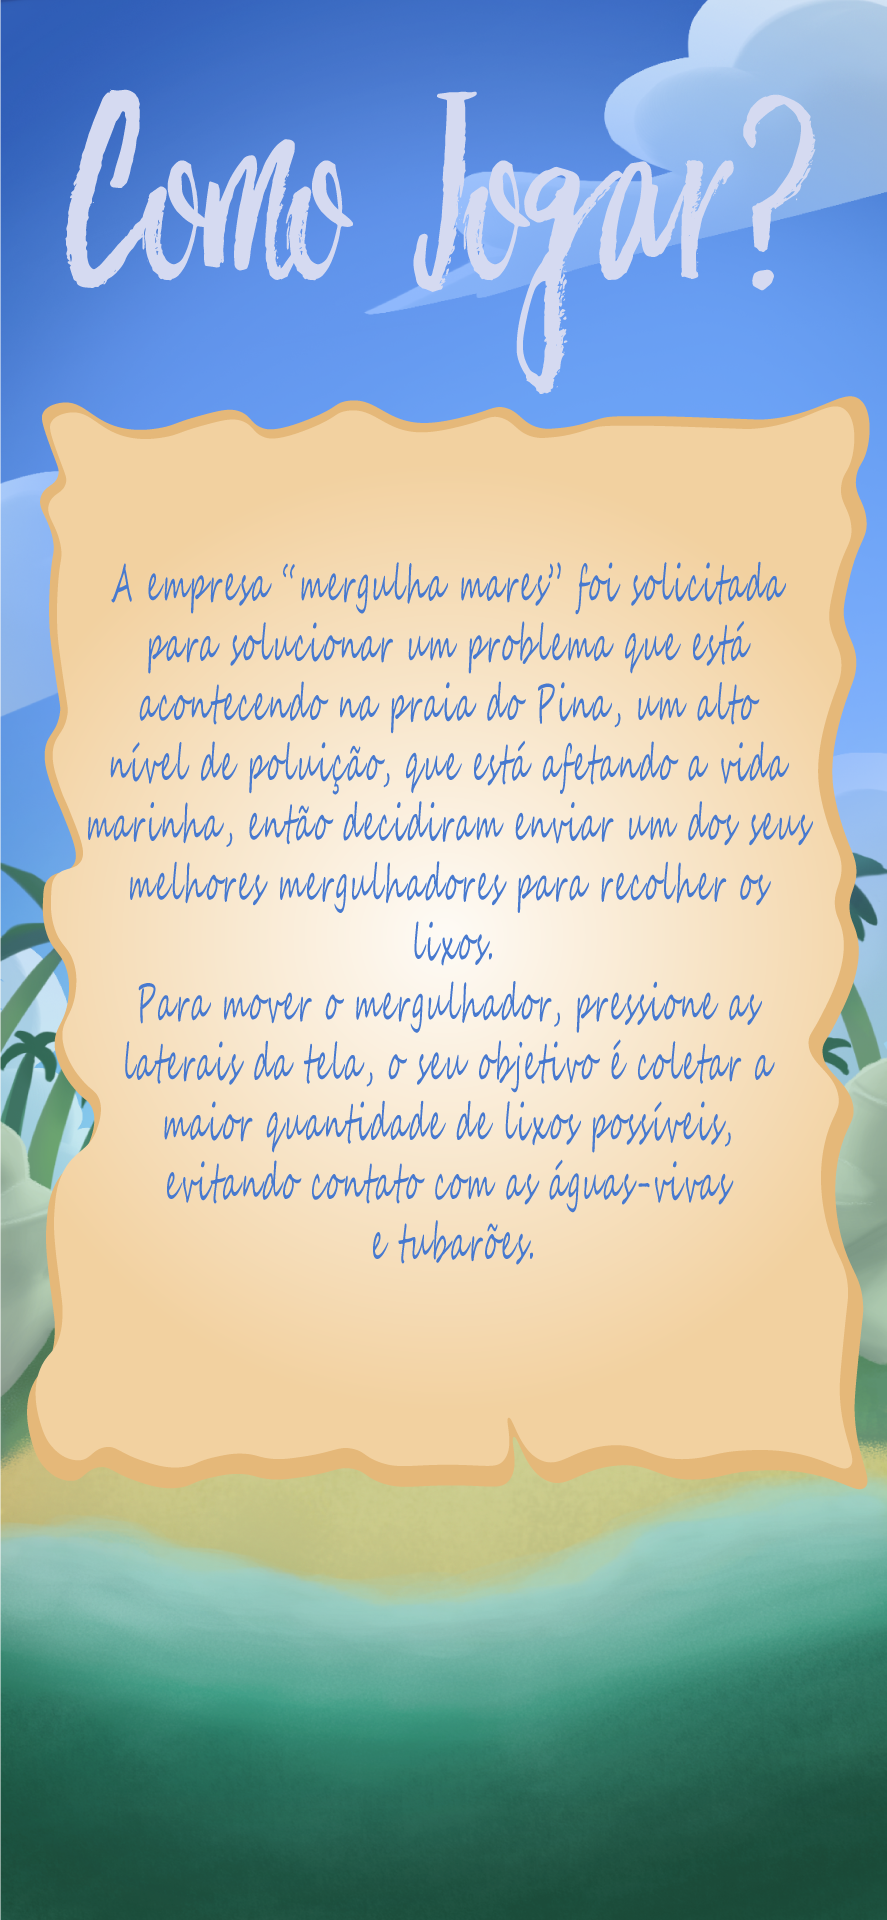 Como Jogar?
A empresa “mergulha mares” foi solicitada
para solucionar um problema que está
acontecendo na praia do Pina, um alto
nível de poluição, que está afetando a vida
marinha, então decidiram enviar um dos seus
melhores mergulhadores para recolher os
lixos.
Para mover o mergulhador, pressione as
laterais da tela, o seu objetivo é coletar a
maior quantidade de lixos possíveis,
evitando contato com as águas-vivas
e tubarões.